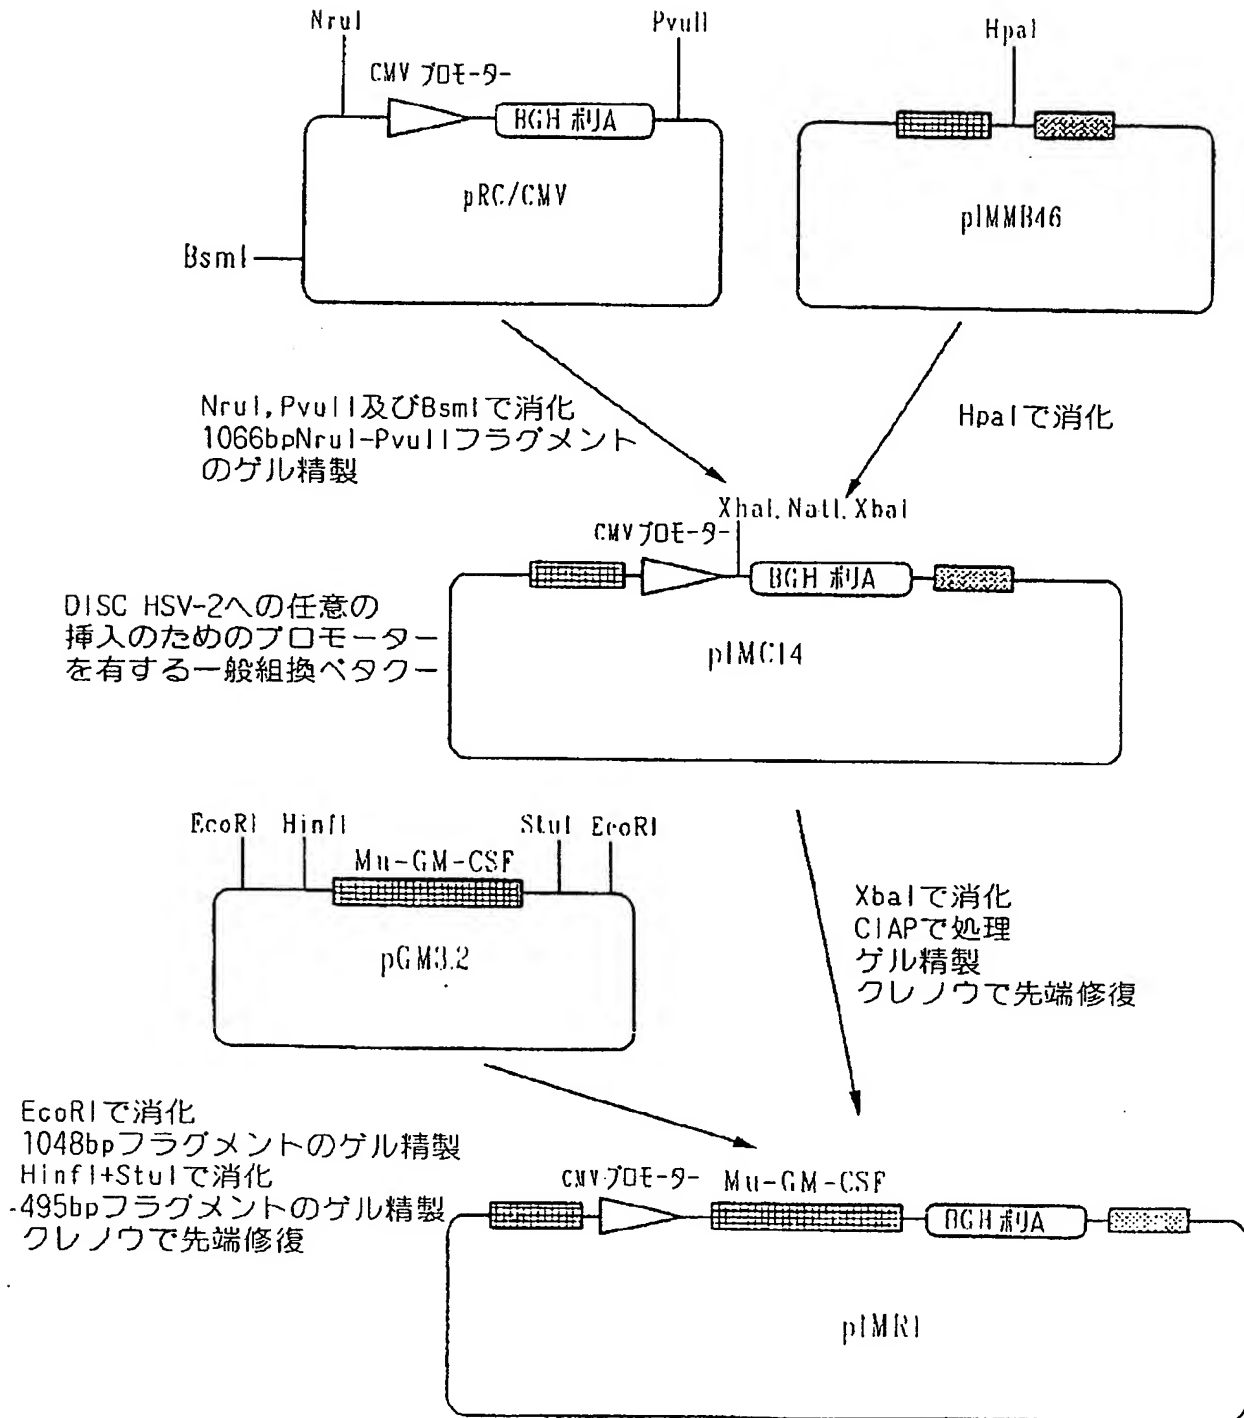 NruI
PvuII
HpaI
CMV プロモーター
BGH ポリA
pRC/CMV
pIMMB46
BsmI
NruI,PvuII及びBsmIで消化
1066bpNruI-PvuIIフラグメント
のゲル精製
HpaIで消化
XhaI, NatI, XbaI
CMVプロモーター
BGH ポリA
DISC HSV-2への任意の
挿入のためのプロモーター
を有する一般組換ベタクー
pIMC14
EcoRI HinfI
StuI EcoRI
Mu-GM-CSF
pGM3.2
XbaIで消化
CIAPで処理
ゲル精製
クレノウで先端修復
EcoRIで消化
1048bpフラグメントのゲル精製
HinfI+StuIで消化
-495bpフラグメントのゲル精製
クレノウで先端修復
CMVプロモーター
Mu-GM-CSF
BGH ポリA
pIMR1